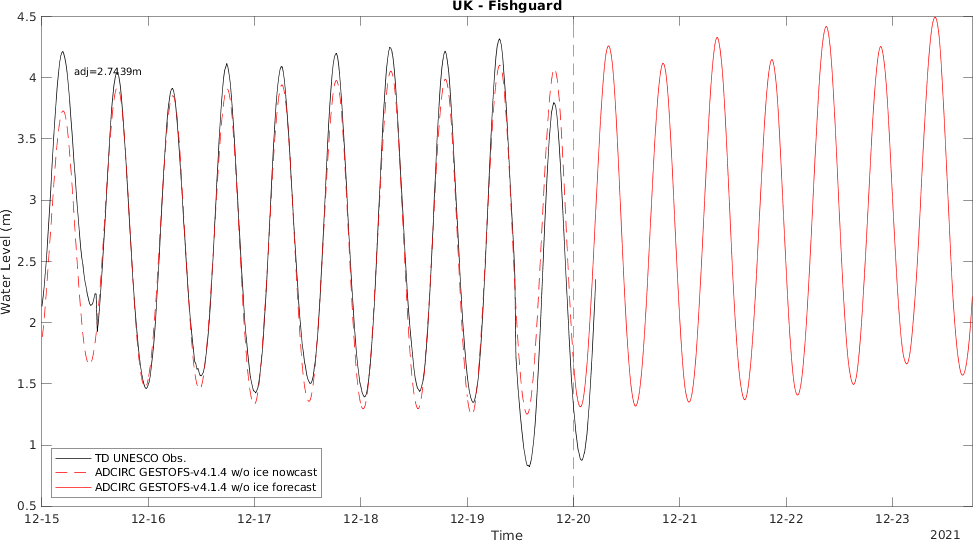 UK - Fishguard
4.5
4
3.5
3
2.5
2
1.5
1
0.5
Water Level (m)
adj=2.7439m
TD UNESCO Obs.
ADCIRC GESTOFS-v4.1.4 w/o ice nowcast
ADCIRC GESTOFS-v4.1.4 w/o ice forecast
12-15 12-16 12-17 12-18 12-19 12-20 12-21 12-22 12-23
Time
2021